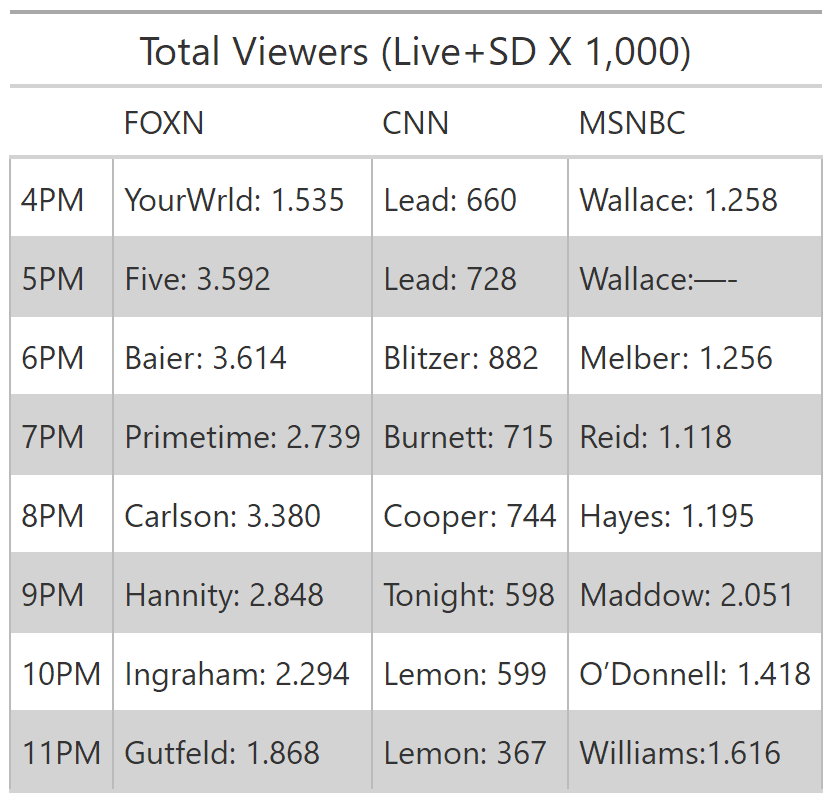 Total Viewers (Live+SD X 1,000)
FOXN CNN MSNBC
4PM YourWrld: 1.535 Lead: 660 Wallace: 1.258
5PM Five: 3.592 Lead: 728 Wallace:—-
6PM Baier: 3.614 Blitzer: 882 Melber: 1.256
7PM Primetime: 2.739 Burnett: 715 Reid: 1.118
8PM Carlson: 3.380 Cooper: 744 Hayes: 1.195
9PM Hannity: 2.848 Tonight: 598 Maddow: 2.051
10PM Ingraham: 2.294 Lemon: 599 O’Donnell: 1.418
11PM Gutfeld: 1.868 Lemon: 367 Williams:1.616